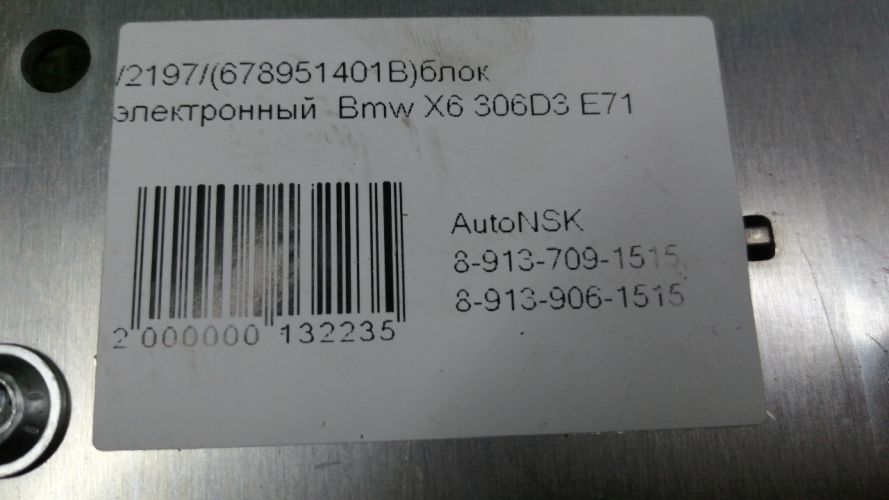 /2197/(678951401B)блок
электронный Bmw X6 306D3 E71
AutoNSK
8-913-709-1515
8-913-906-1515
2 000000 132235